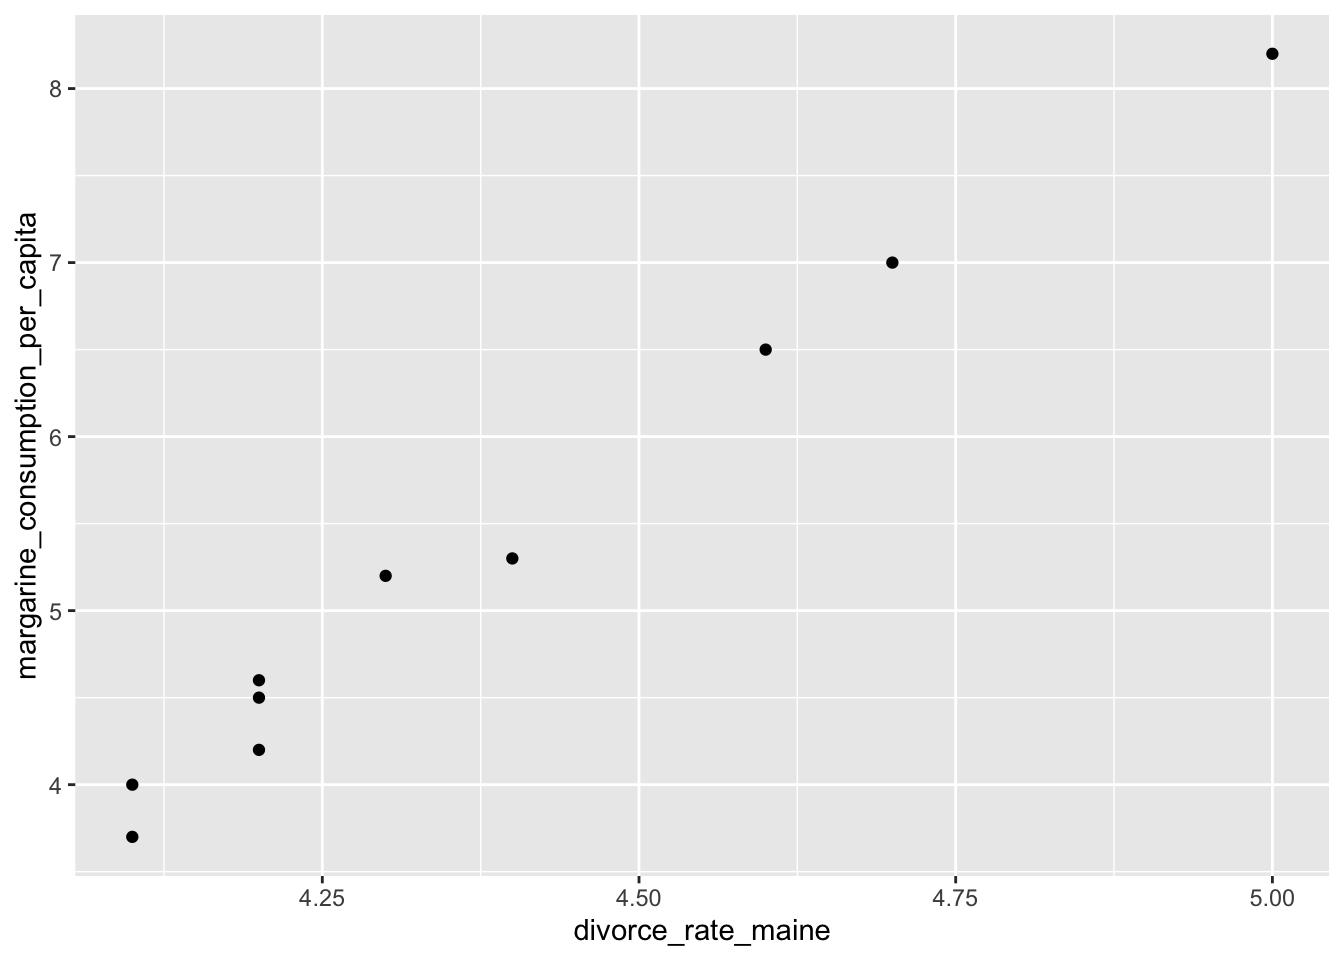 margarine_consumption_per_capita
8
7
6
5
4
4.25 4.50 4.75 5.00
divorce_rate_maine